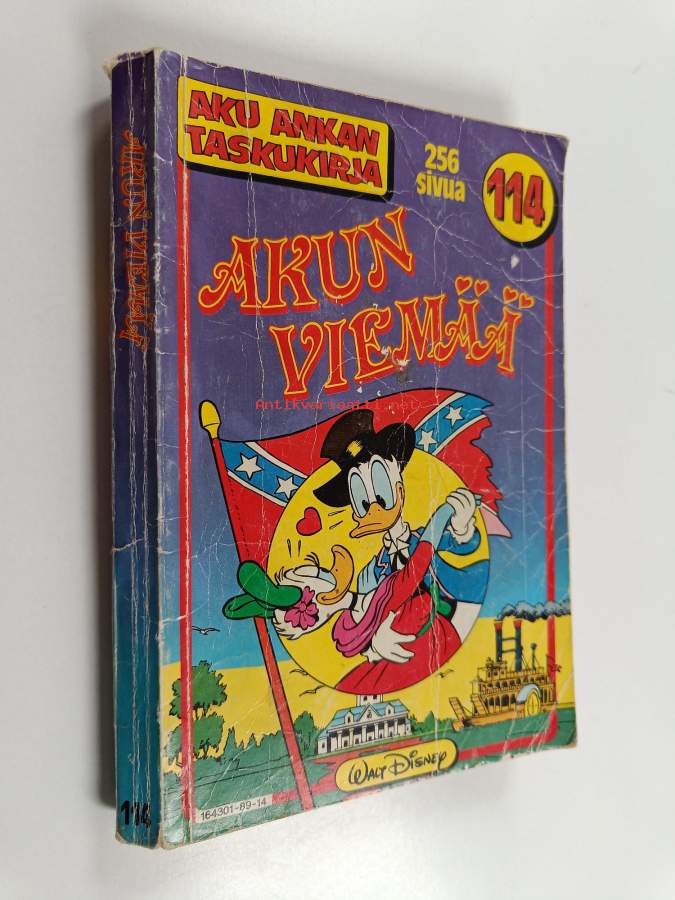 AKU ANKAN
TASKUKIRJA
256
sivua
114
AKUN
VIEMÄÄ
Antikvariaatti.net
WALT DISNEY
164301-89-14
AKUN VIEMÄÄ
114